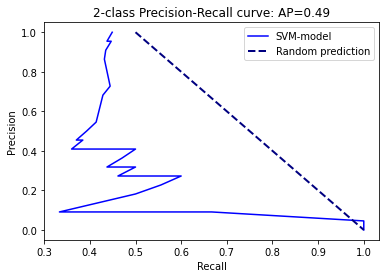 2-class Precision-Recall curve: AP=0.49
SVM-model
Random prediction
Precision
1.0
0.8
0.6
0.4
0.2
0.0
0.3 0.4 0.5 0.6 0.7 0.8 0.9 1.0
Recall